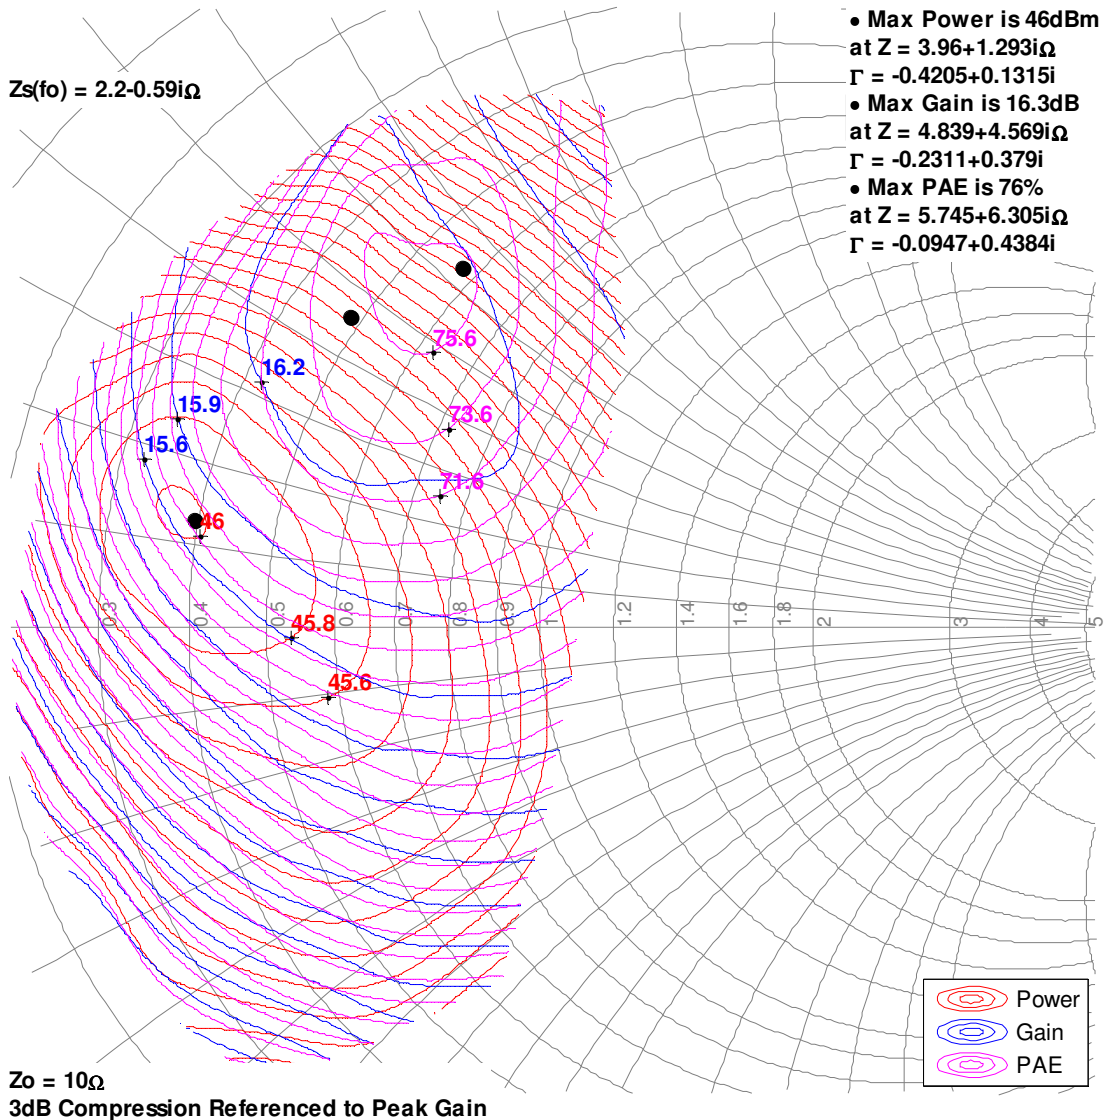 • Max Power is 46dBm
at Z = 3.96+1.293iΩ
Γ = -0.4205+0.1315i
• Max Gain is 16.3dB
at Z = 4.839+4.569iΩ
Γ = -0.2311+0.379i
• Max PAE is 76%
at Z = 5.745+6.305iΩ
Γ = -0.0947+0.4384i
Zs(fo) = 2.2-0.59iΩ
75.6
16.2
15.9
73.6
15.6
71.6
46
45.8
45.6
0.3
0.4
0.5
0.6
0.7
0.8
0.9
1
1.2
1.4
1.6
1.8
2
3
4
5
Power
Gain
PAE
Zo = 10Ω
3dB Compression Referenced to Peak Gain